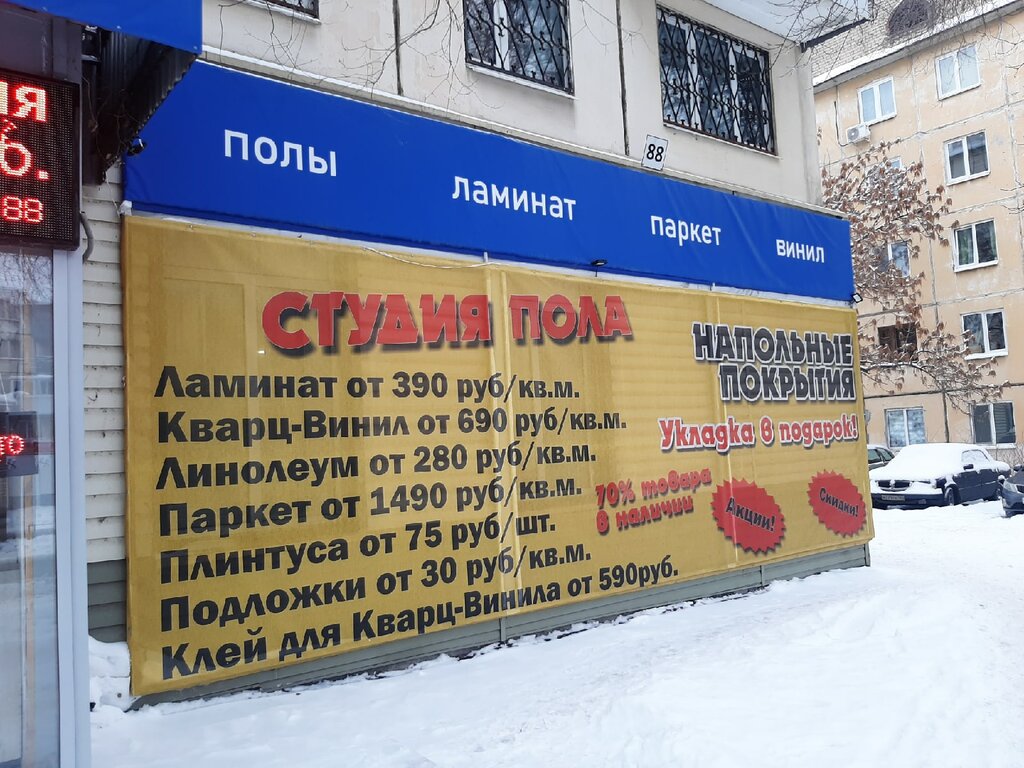 полы
ламинат
паркет
винил
88
СТУДИЯ ПОЛА
Ламинат от 390 руб/кв.м.
Кварц-Винил от 690 руб/кв.м.
Линолеум от 280 руб/кв.м.
Паркет от 1490 руб/кв.м.
Плинтуса от 75 руб/шт.
Подложки от 30 руб/кв.м.
Клей для Кварц-Винила от 590руб.
НАПОЛЬНЫЕ
ПОКРЫТИЯ
Укладка в подарок!
70% товара
в наличии
Акции!
Скидки!
88